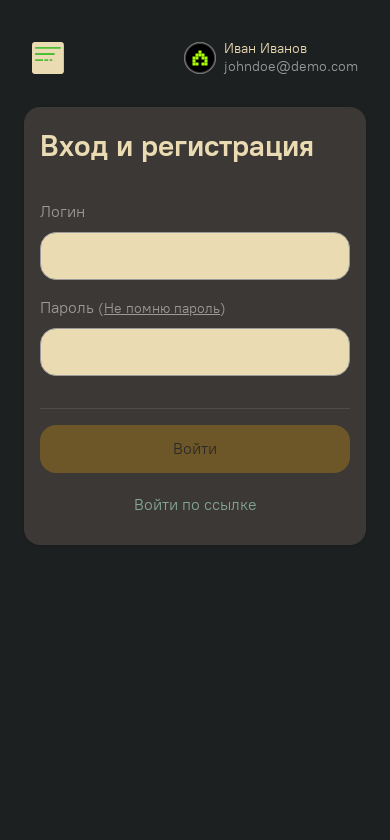 Иван Иванов
johndoe@demo.com
Вход и регистрация
Логин
Пароль (Не помню пароль)
Войти
Войти по ссылке